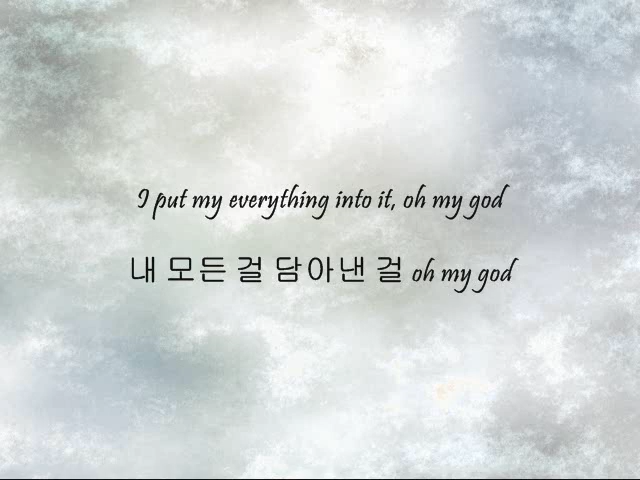 I put my everything into it, oh my god
내 모든 걸 담아낸 걸 oh my god